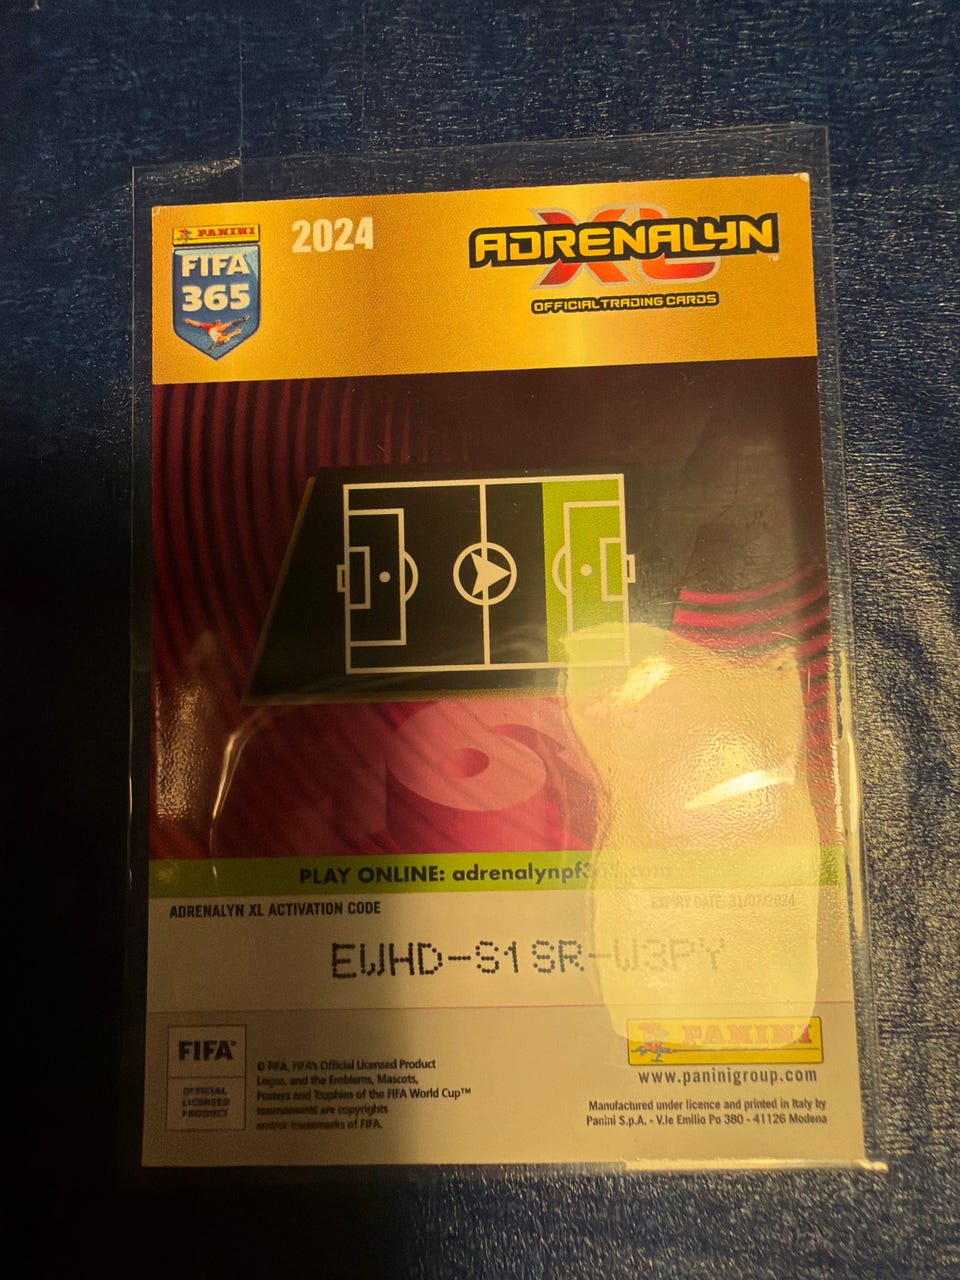 PANINI
FIFA
365
2024
ADRENALYN
XL
™
OFFICIAL TRADING CARDS
PLAY ONLINE: adrenalynpf365.com
ADRENALYN XL ACTIVATION CODE
EXPIRY DATE: 31/07/2024
EWHD-S1SR-W3PY
FIFA®
OFFICIAL
LICENSED
PRODUCT
© FIFA, FIFA's Official Licensed Product
Logos, and the Emblems, Mascots,
Posters and Trophies of the FIFA World Cup™
tournaments are copyrights
and/or trademarks of FIFA.
PANINI
www.paninigroup.com
Manufactured under licence and printed in Italy by
Panini S.p.A. - V.le Emilio Po 380 - 41126 Modena